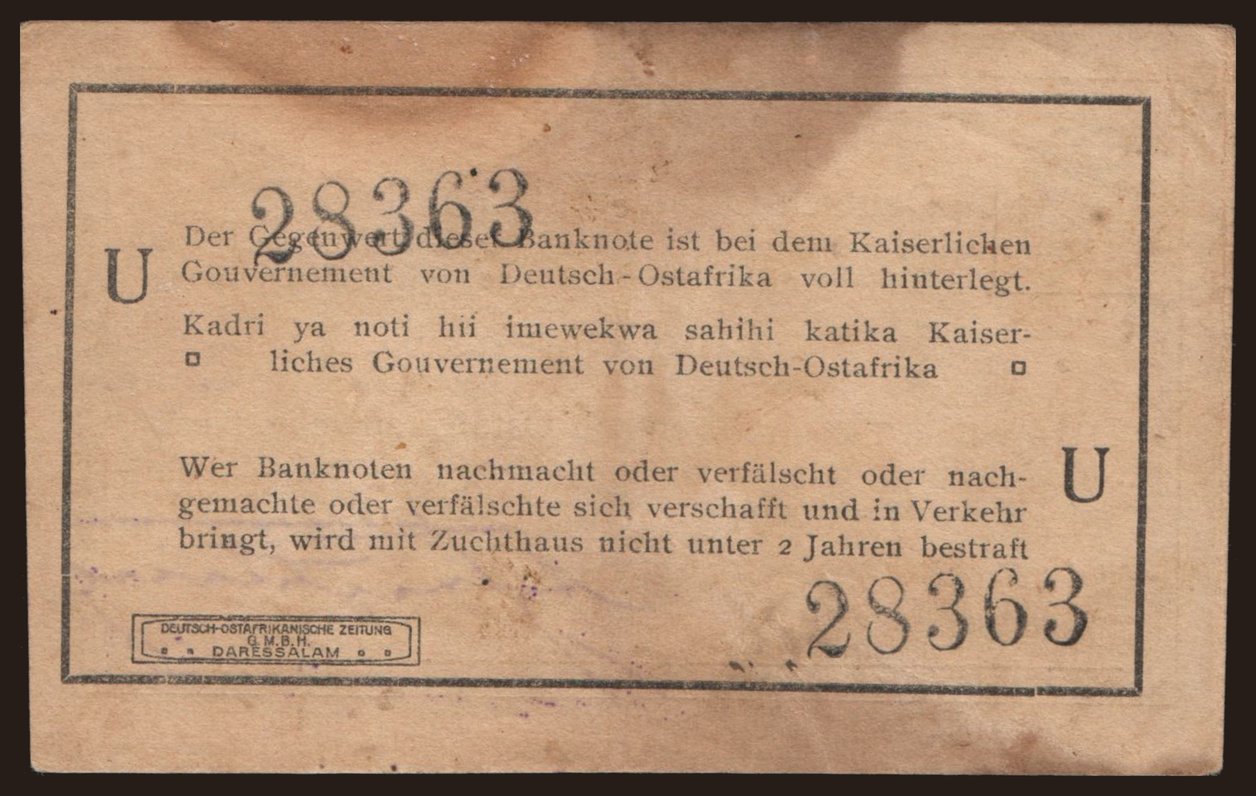 28363
Der Gegenwert dieser Banknote ist bei dem Kaiserlichen
U
Gouvernement von Deutsch-Ostafrika voll hinterlegt.
Kadri ya noti hii imewekwa sahihi katika Kaiser-
liches Gouvernement von Deutsch-Ostafrika
Wer Banknoten nachmacht oder verfälscht oder nach-
U
gemachte oder verfälschte sich verschafft und in Verkehr
bringt, wird mit Zuchthaus nicht unter 2 Jahren bestraft
28363
DEUTSCH-OSTAFRIKANISCHE ZEITUNG
G.M.B.H.
DARESSALAM